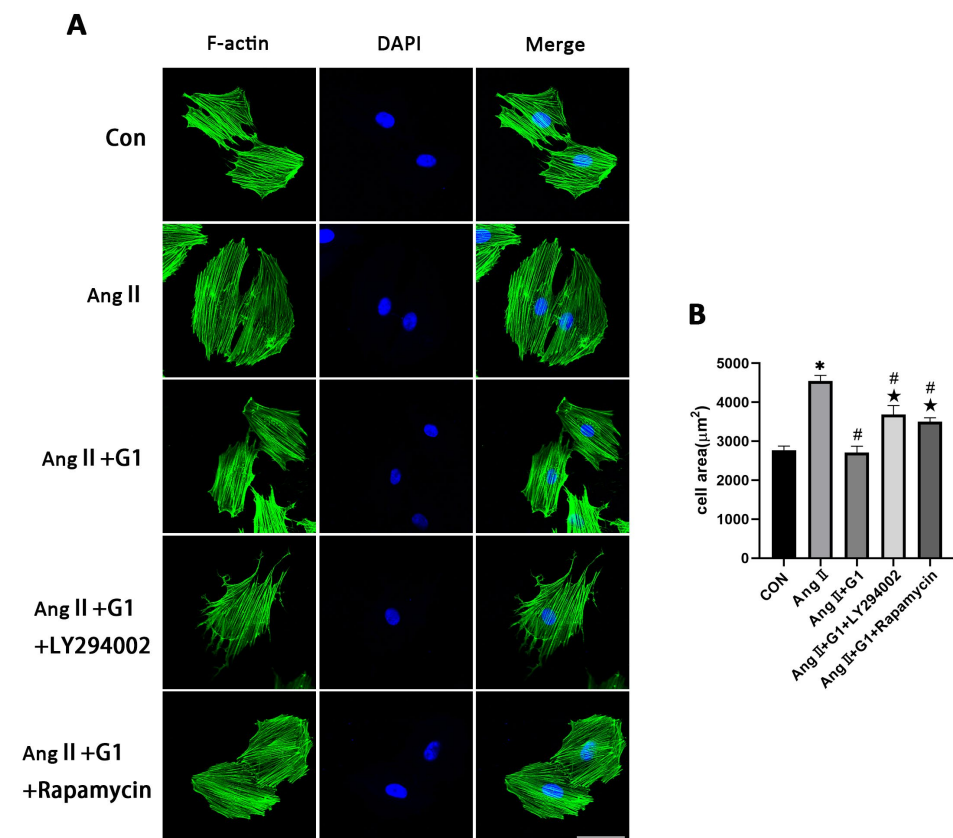 A
F-actin DAPI Merge
Con
Ang II
Ang II +G1
Ang II +G1
+LY294002
Ang II +G1
+Rapamycin
B
cell area(μm²)
5000
4000
3000
2000
1000
0
*
#
#
★
#
★
CON
Ang II
Ang II+G1
Ang II+G1+LY294002
Ang II+G1+Rapamycin